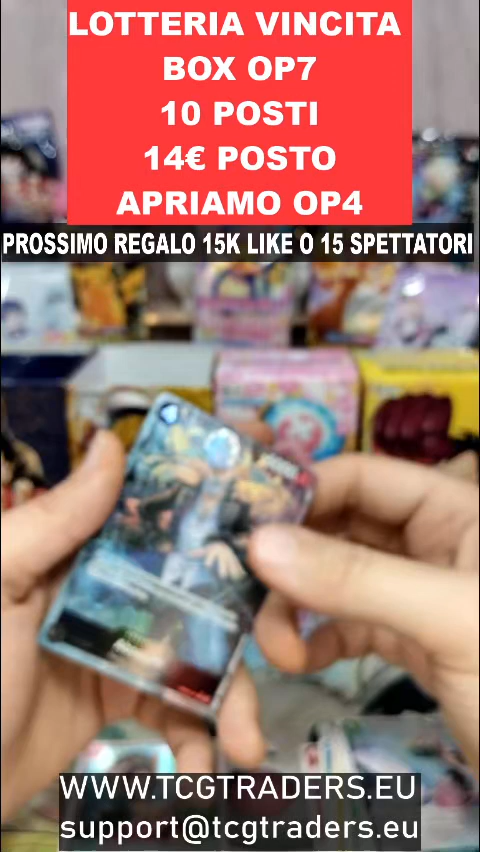 LOTTERIA VINCITA
BOX OP7
10 POSTI
14€ POSTO
APRIAMO OP4
PROSSIMO REGALO 15K LIKE O 15 SPETTATORI
WWW.TCGTRADERS.EU
support@tcgtraders.eu